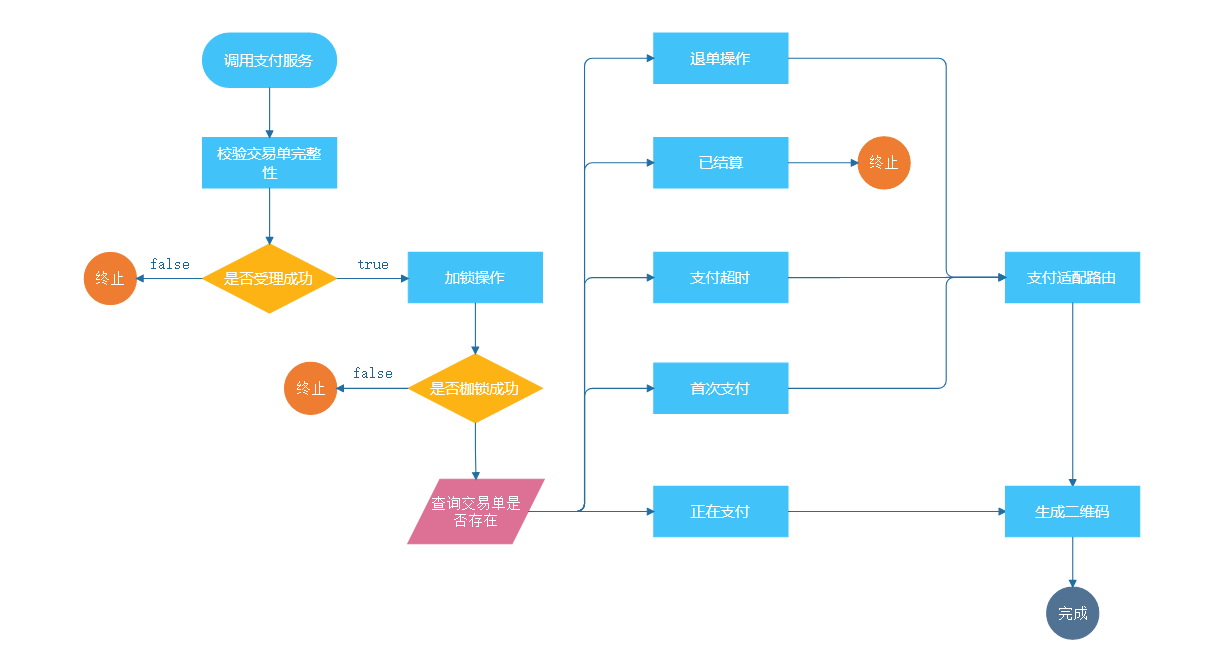 调用支付服务
校验交易单完整
性
是否受理成功
false
终止
true
加锁操作
是否枷锁成功
false
终止
查询交易单是
否存在
退单操作
已结算
终止
支付超时
首次支付
正在支付
支付适配路由
生成二维码
完成